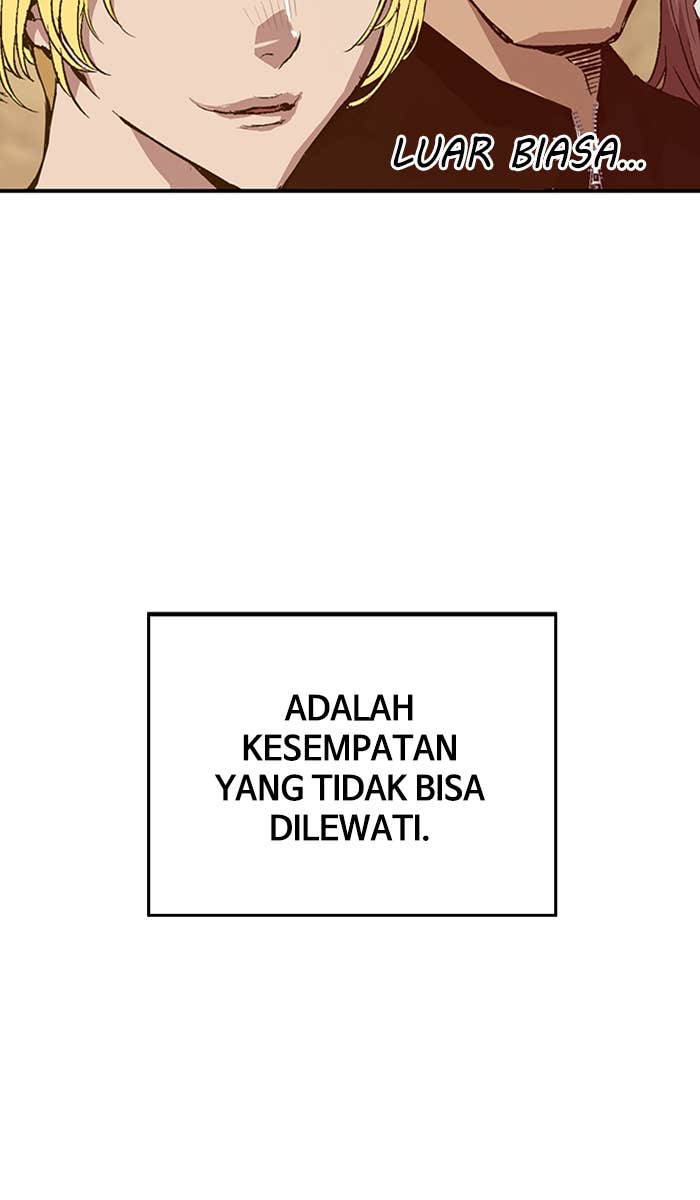 LUAR BIASA...
ADALAH
KESEMPATAN
YANG TIDAK BISA
DILEWATI.